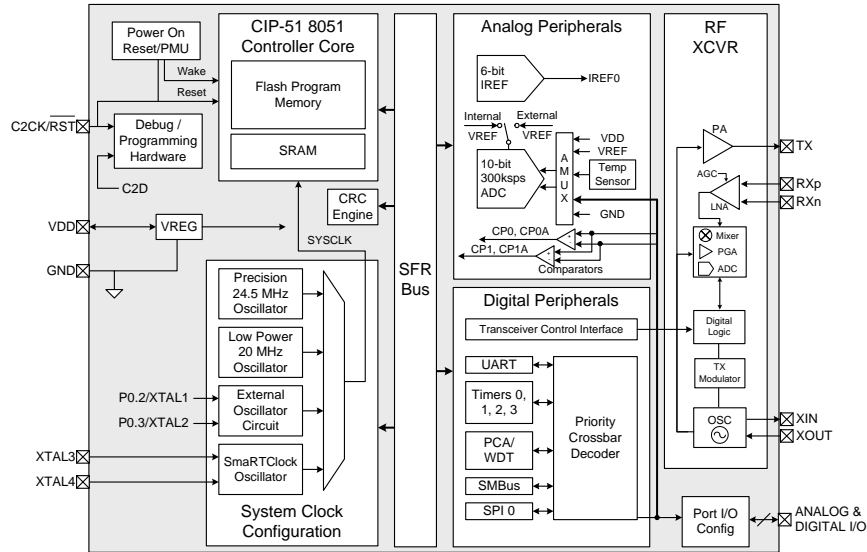 Power On
Reset/PMU
Wake
Reset
C2CK/RST
Debug /
Programming
Hardware
C2D
VDD
VREG
GND
CIP-51 8051
Controller Core
Flash Program
Memory
SRAM
CRC
Engine
SYSCLK
Precision
24.5 MHz
Oscillator
Low Power
20 MHz
Oscillator
P0.2/XTAL1
P0.3/XTAL2
External
Oscillator
Circuit
XTAL3
XTAL4
SmaRTClock
Oscillator
System Clock
Configuration
SFR
Bus
Analog Peripherals
6-bit
IREF
IREF0
Internal
VREF
External
VREF
10-bit
300ksps
ADC
A
M
U
X
VDD
VREF
Temp
Sensor
GND
CP0, CP0A
CP1, CP1A
+
-
+
-
Comparators
Digital Peripherals
Transceiver Control Interface
UART
Timers 0,
1, 2, 3
PCA/
WDT
SMBus
SPI 0
Priority
Crossbar
Decoder
RF
XCVR
PA
AGC
LNA
Mixer
PGA
ADC
Digital
Logic
TX
Modulator
OSC
TX
RXp
RXn
XIN
XOUT
Port I/O
Config
ANALOG &
DIGITAL I/O